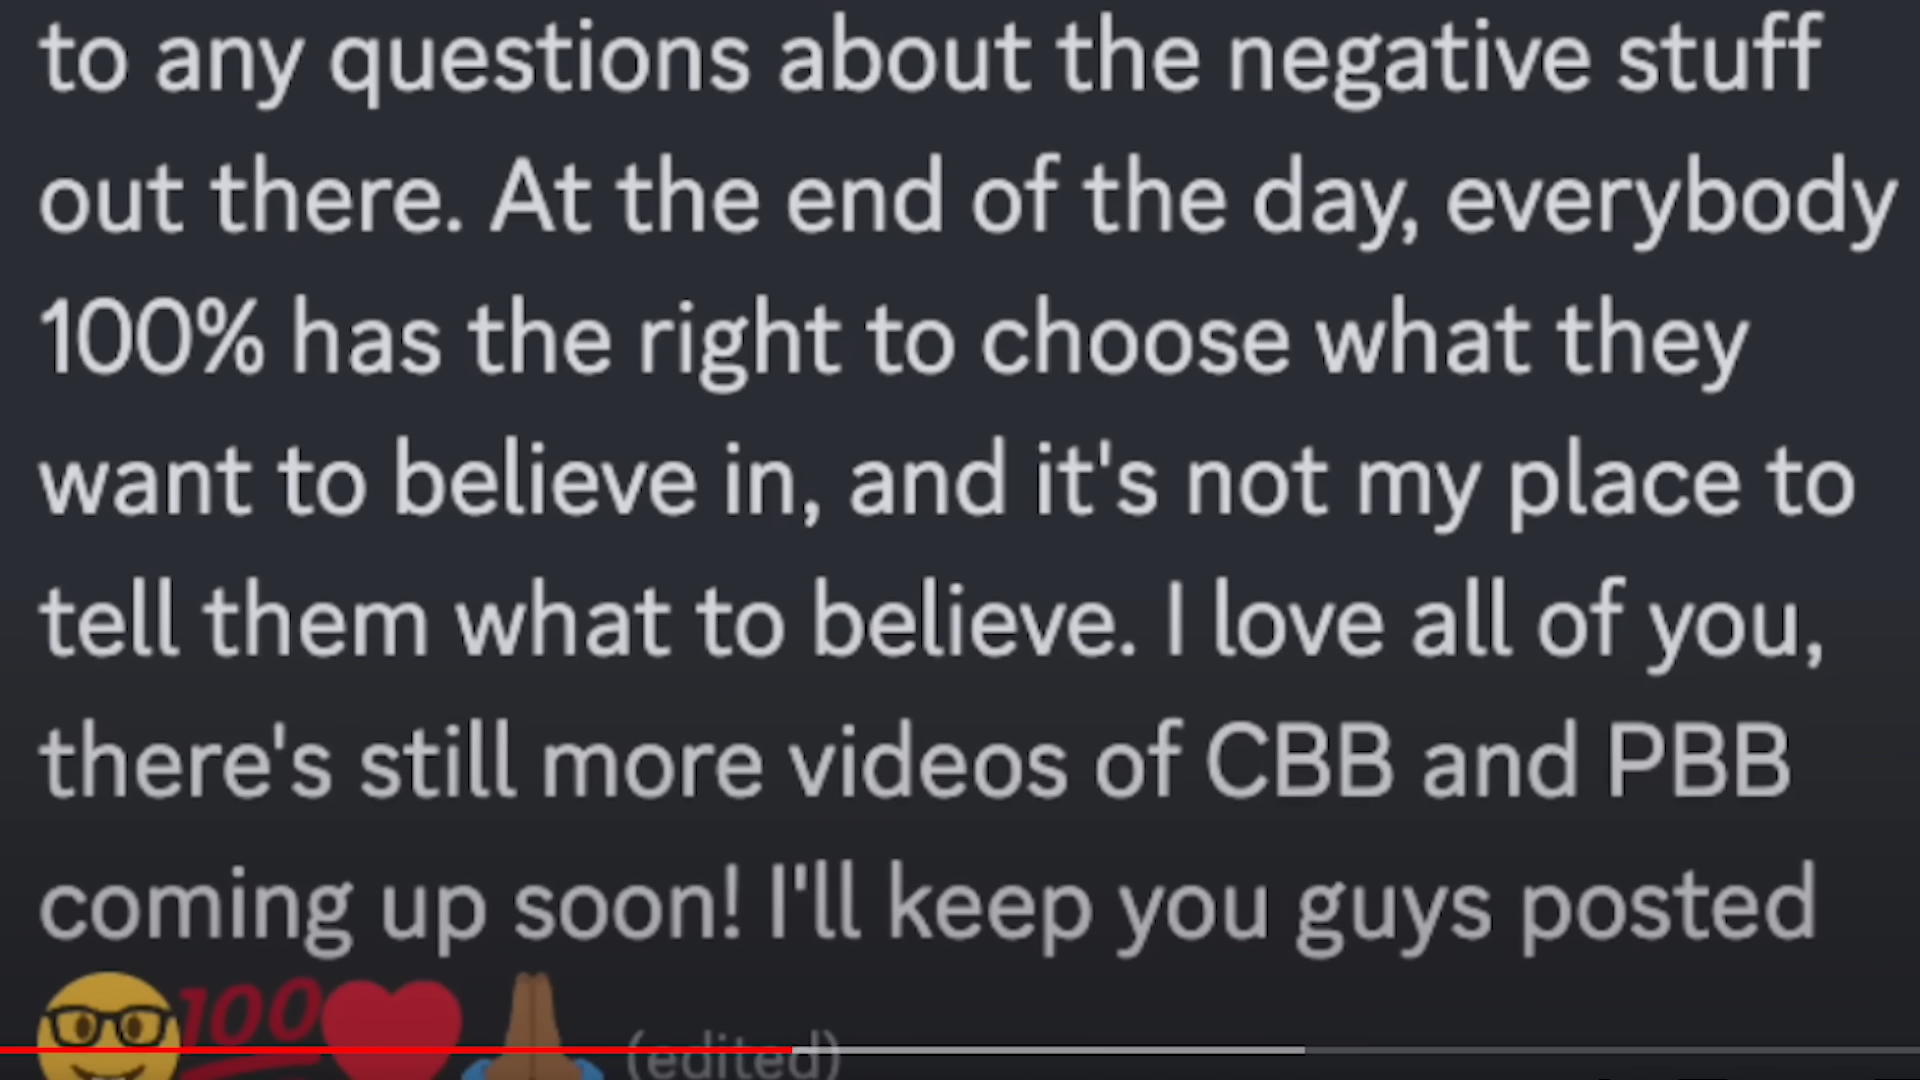 to any questions about the negative stuff
out there. At the end of the day, everybody
100% has the right to choose what they
want to believe in, and it's not my place to
tell them what to believe. I love all of you,
there's still more videos of CBB and PBB
coming up soon! I'll keep you guys posted
🤓💯❤️🙏🏾 (edited)